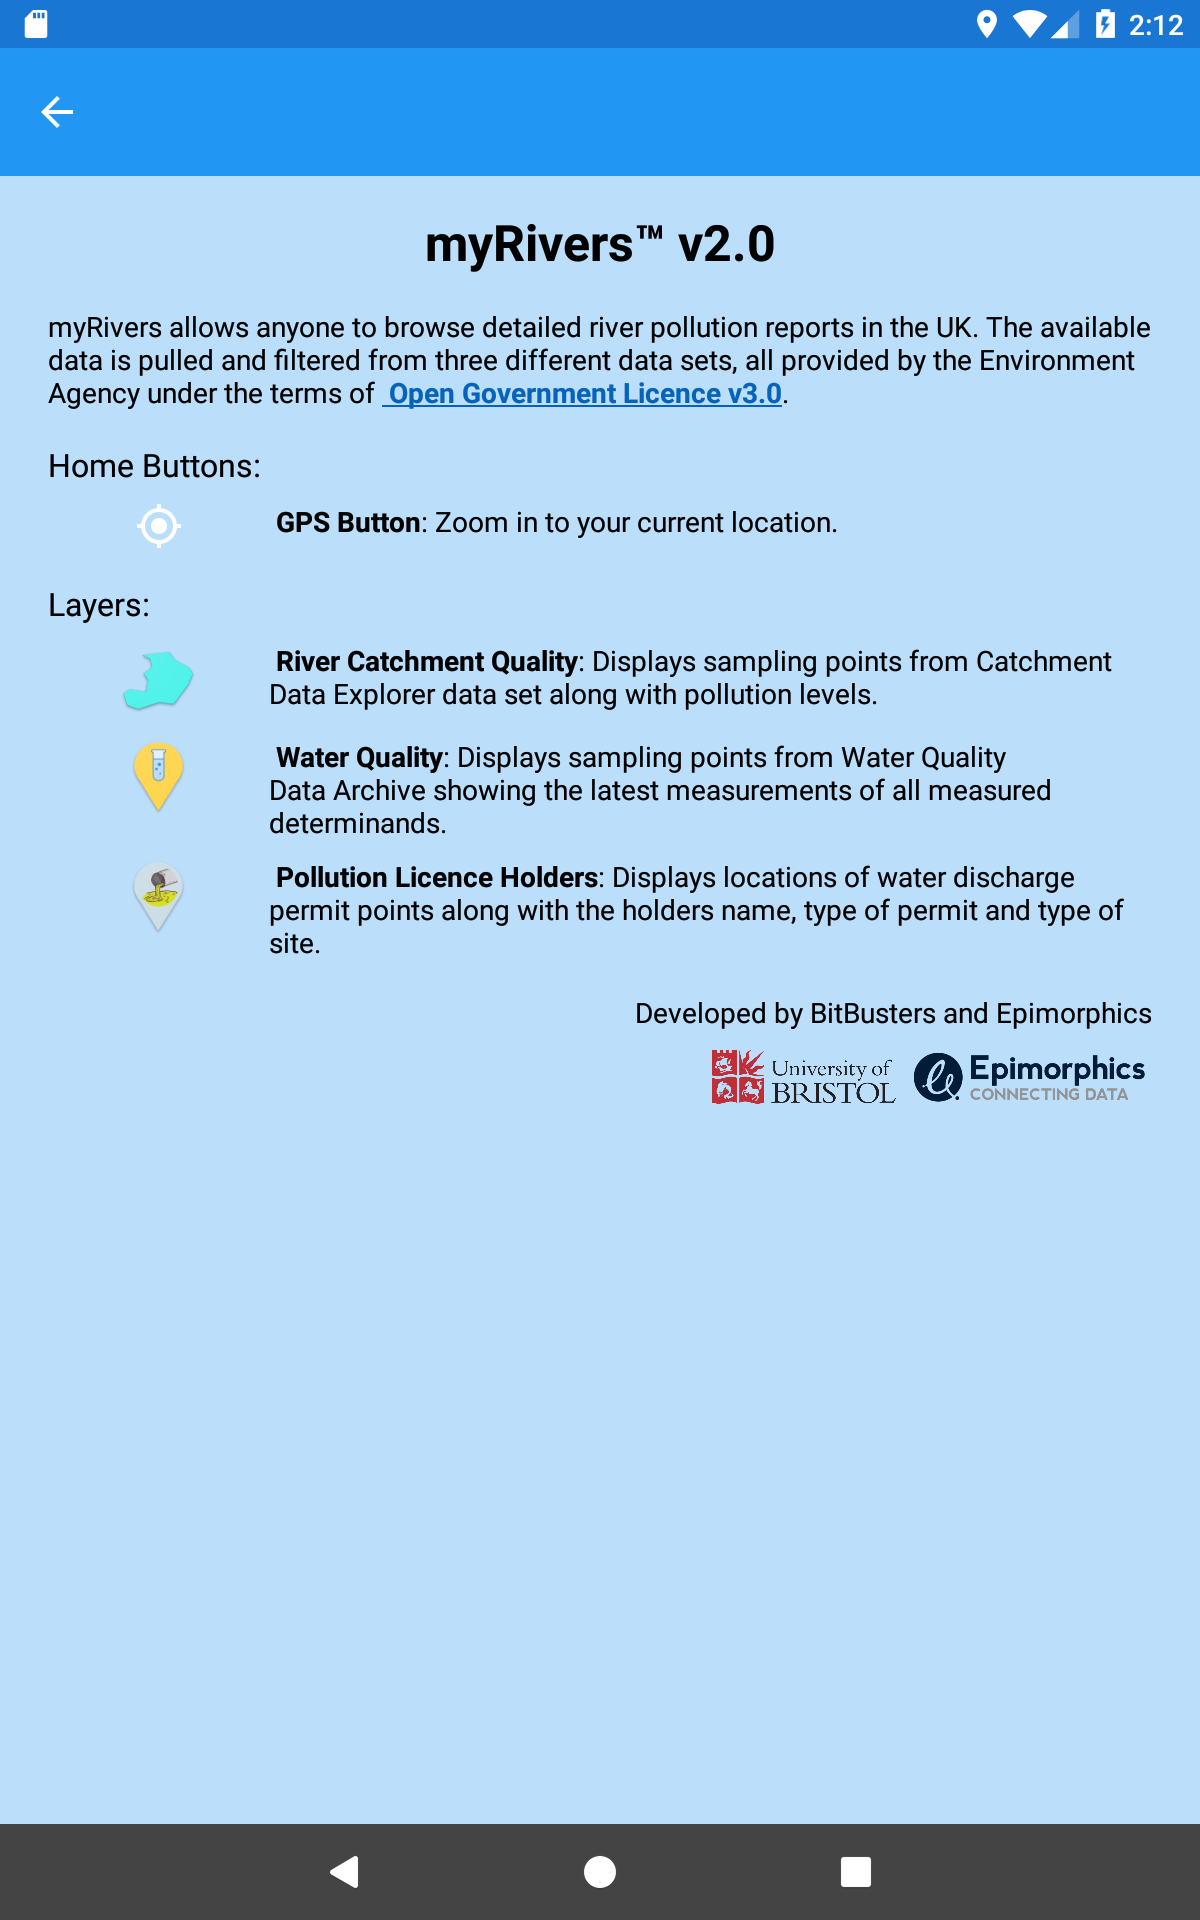 2:12
myRivers™ v2.0
myRivers allows anyone to browse detailed river pollution reports in the UK. The available
data is pulled and filtered from three different data sets, all provided by the Environment
Agency under the terms of Open Government Licence v3.0.
Home Buttons:
GPS Button: Zoom in to your current location.
Layers:
River Catchment Quality: Displays sampling points from Catchment
Data Explorer data set along with pollution levels.
Water Quality: Displays sampling points from Water Quality
Data Archive showing the latest measurements of all measured
determinands.
Pollution Licence Holders: Displays locations of water discharge
permit points along with the holders name, type of permit and type of
site.
Developed by BitBusters and Epimorphics
University of
BRISTOL
Epimorphics
CONNECTING DATA